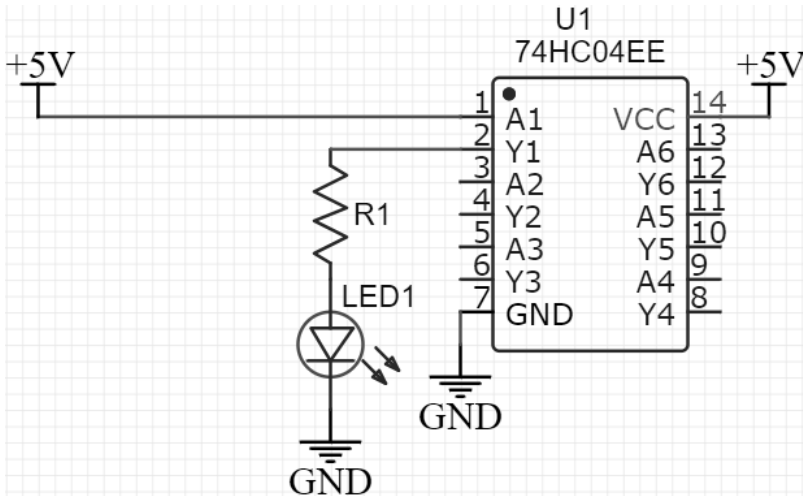 U1
74HC04EE
+5V
+5V
1 A1 VCC 14
2 Y1 A6 13
3 A2 Y6 12
4 Y2 A5 11
5 A3 Y5 10
6 Y3 A4 9
7 GND Y4 8
R1
LED1
GND
GND